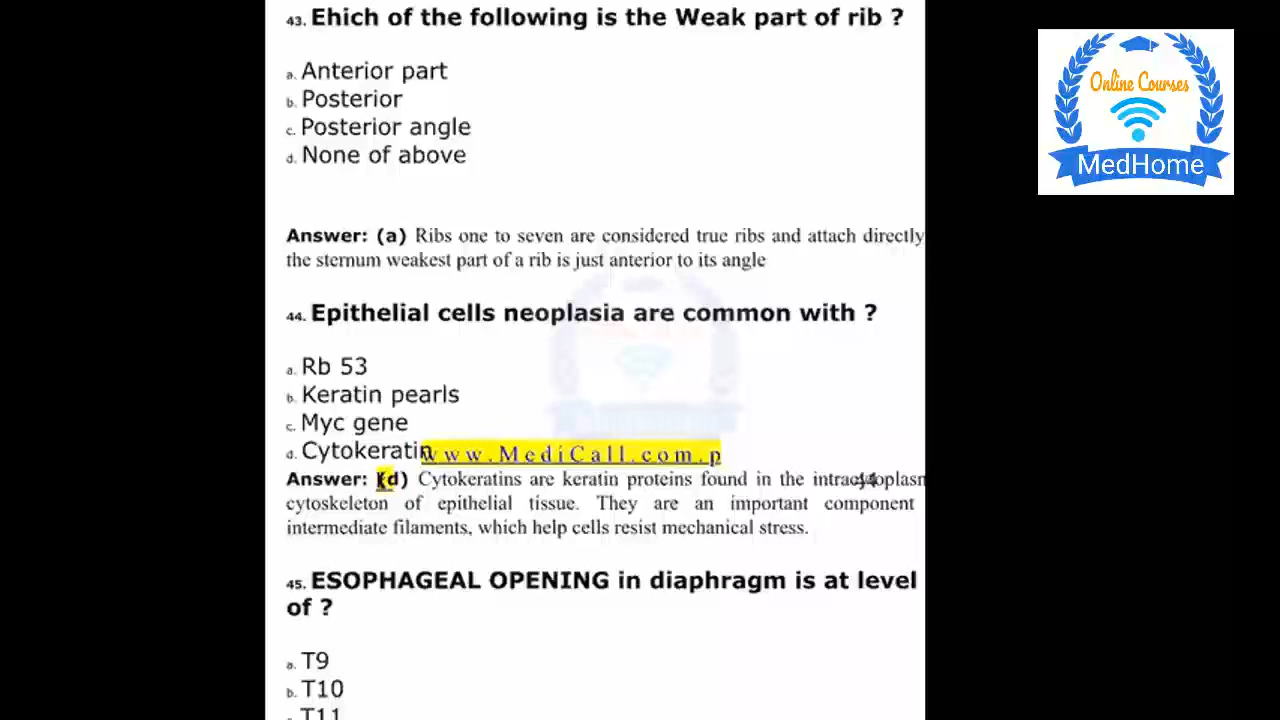 43. Ehich of the following is the Weak part of rib ?
a. Anterior part
b. Posterior
c. Posterior angle
d. None of above
Answer: (a) Ribs one to seven are considered true ribs and attach directly
the sternum weakest part of a rib is just anterior to its angle
44. Epithelial cells neoplasia are common with ?
a. Rb 53
b. Keratin pearls
c. Myc gene
d. Cytokeratin
www.MediCall.com.p
Answer: (d) Cytokeratins are keratin proteins found in the
44
cytoskeleton of epithelial tissue. They are an important component
intermediate filaments, which help cells resist mechanical stress.
45. ESOPHAGEAL OPENING in diaphragm is at level
of ?
a. T9
b. T10
c. T11
Online Courses
MedHome